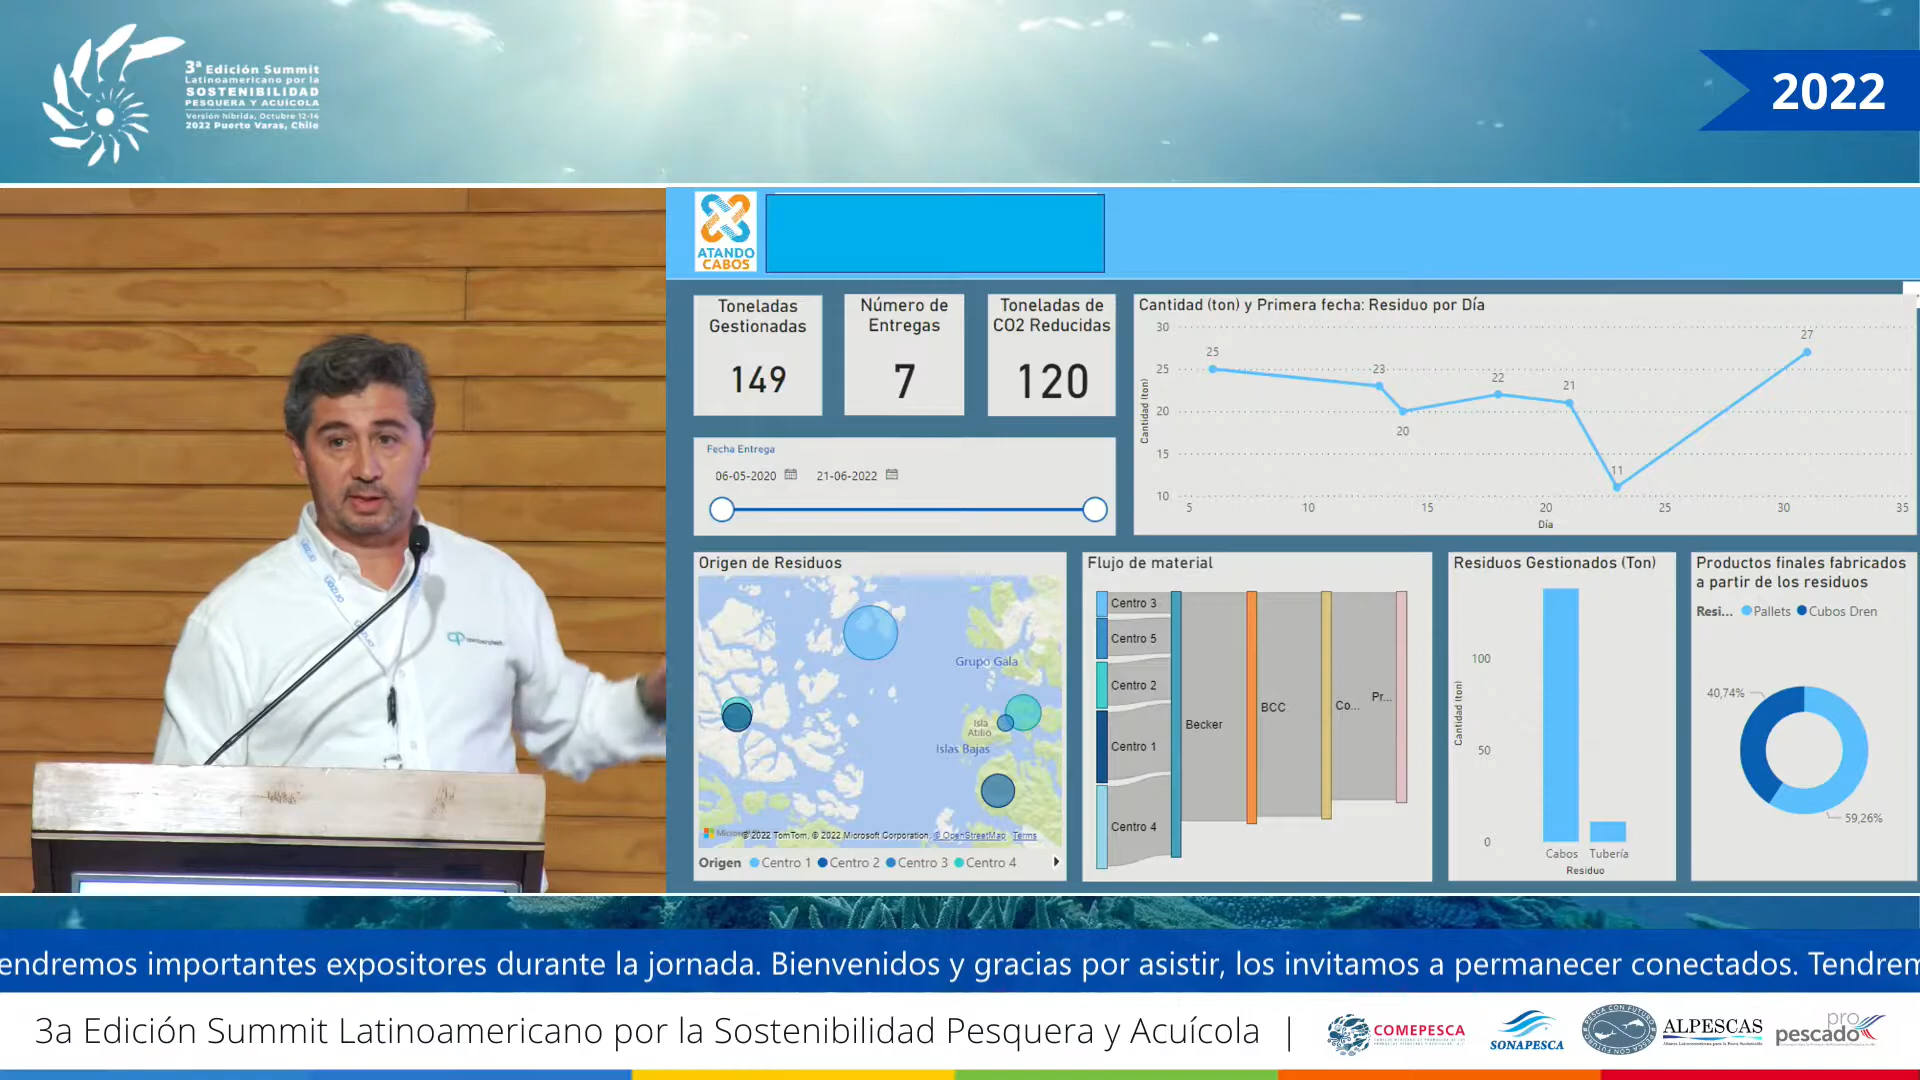 3ª Edición Summit
Latinoamericano por la
SOSTENIBILIDAD
PESQUERA Y ACUÍCOLA
Versión híbrida, Octubre 12-14
2022 Puerto Varas, Chile
2022
ATANDO
CABOS
Toneladas
Gestionadas
149
Número de
Entregas
7
Toneladas de
CO2 Reducidas
120
Fecha Entrega
06-05-2020
21-06-2022
Cantidad (ton) y Primera fecha: Residuo por Día
Cantidad (ton)
30
25
20
15
10
25
23
20
22
21
11
27
5
10
15
20
25
30
35
Día
Origen de Residuos
Grupo Gala
Isla
Atilio
Islas Bajas
© 2022 TomTom, © 2022 Microsoft Corporation, © OpenStreetMap Terms
Origen Centro 1 Centro 2 Centro 3 Centro 4
Flujo de material
Centro 3
Centro 5
Centro 2
Centro 1
Centro 4
Becker
BCC
Co...
Pr...
Residuos Gestionados (Ton)
Cantidad (ton)
100
50
0
Cabos Tubería
Residuo
Productos finales fabricados
a partir de los residuos
Resi... Pallets Cubos Dren
40,74%
59,26%
endremos importantes expositores durante la jornada. Bienvenidos y gracias por asistir, los invitamos a permanecer conectados. Tendrem
3a Edición Summit Latinoamericano por la Sostenibilidad Pesquera y Acuícola |
COMEPESCA
SONAPESCA
PESCA CON FUTURO
ALPESCAS
pro
pescado